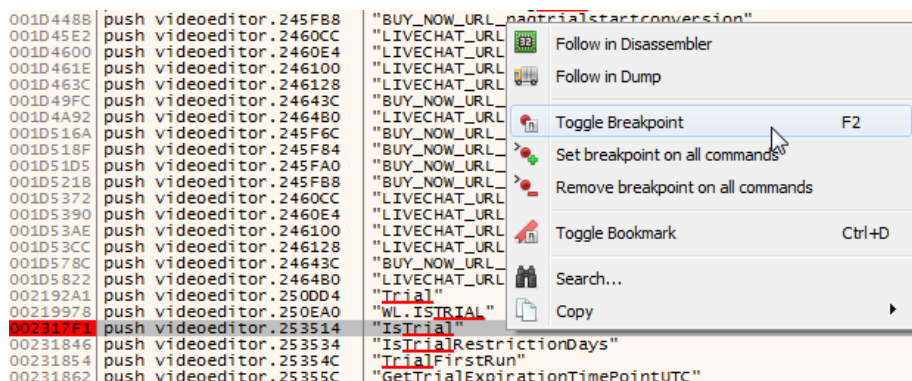 001D448B push videoeditor.245FB8 "BUY_NOW_URL_nagtrialstartconversion"
001D45E2 push videoeditor.2460CC "LIVECHAT_URL
001D4600 push videoeditor.2460E4 "LIVECHAT_URL Follow in Disassembler
001D461E push videoeditor.246100 "LIVECHAT_URL
001D463C push videoeditor.246128 "LIVECHAT_URL Follow in Dump
001D49FC push videoeditor.24643C "BUY_NOW_URL_
001D4A92 push videoeditor.2464B0 "LIVECHAT_URL
001D516A push videoeditor.245F6C "BUY_NOW_URL_ Toggle Breakpoint F2
001D518F push videoeditor.245F84 "BUY_NOW_URL_
001D51D5 push videoeditor.245FA0 "BUY_NOW_URL_ Set breakpoint on all commands
001D521B push videoeditor.245FB8 "BUY_NOW_URL_
001D5372 push videoeditor.2460CC "LIVECHAT_URL Remove breakpoint on all commands
001D5390 push videoeditor.2460E4 "LIVECHAT_URL
001D53AE push videoeditor.246100 "LIVECHAT_URL Toggle Bookmark Ctrl+D
001D53CC push videoeditor.246128 "LIVECHAT_URL
001D578C push videoeditor.24643C "BUY_NOW_URL_
001D5822 push videoeditor.2464B0 "LIVECHAT_URL Search...
002192A1 push videoeditor.250DD4 "Trial"
00219978 push videoeditor.250EA0 "WL.ISTRIAL" Copy
002317F1 push videoeditor.253514 "IsTrial"
00231846 push videoeditor.253534 "IsTrialRestrictionDays"
00231854 push videoeditor.25354C "TrialFirstRun"
00231862 push videoeditor.25355C "GetTrialExpirationTimePointUTC"